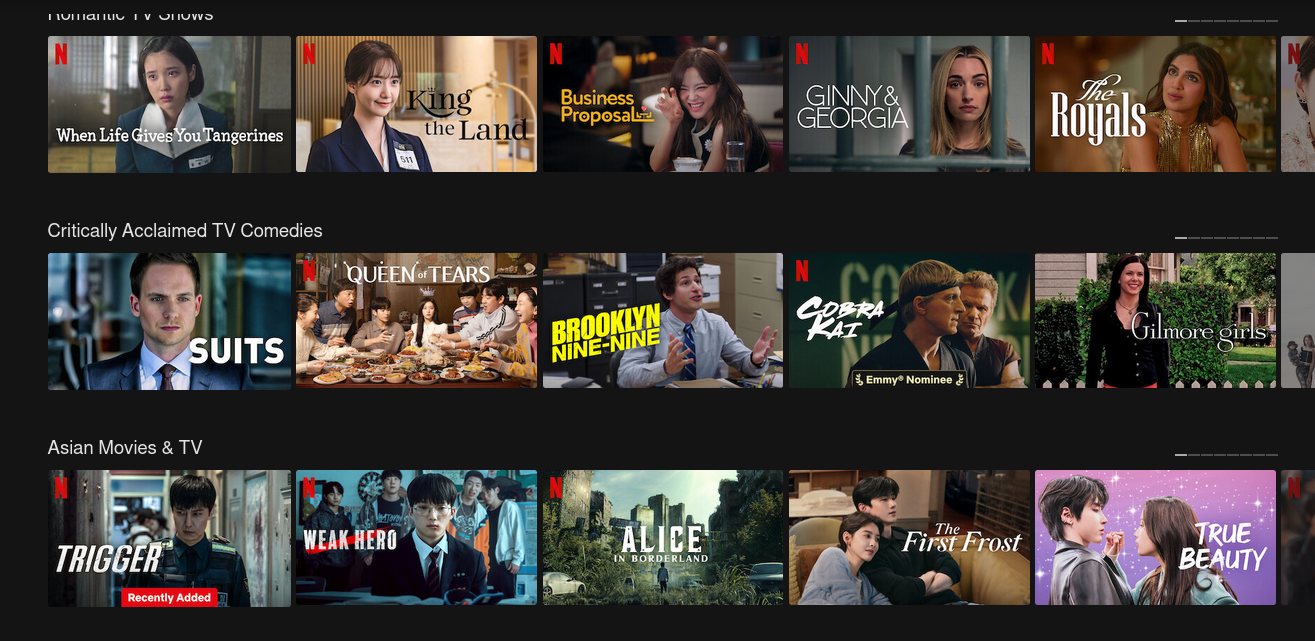 Romantic TV Shows
N
When Life Gives You Tangerines
N
King
THE
the Land
511
N
Business
Proposal
N
GINNY &
GEORGIA
N
The
Royals
N
Critically Acclaimed TV Comedies
SUITS
N
QUEEN of TEARS
BROOKLYN
NINE-NINE
N
COBRA
KAI
Emmy® Nominee
Gilmore girls
Asian Movies & TV
N
TRIGGER
Recently Added
N
WEAK HERO
N
ALICE
IN BORDERLAND
The
First Frost
TRUE
BEAUTY
N